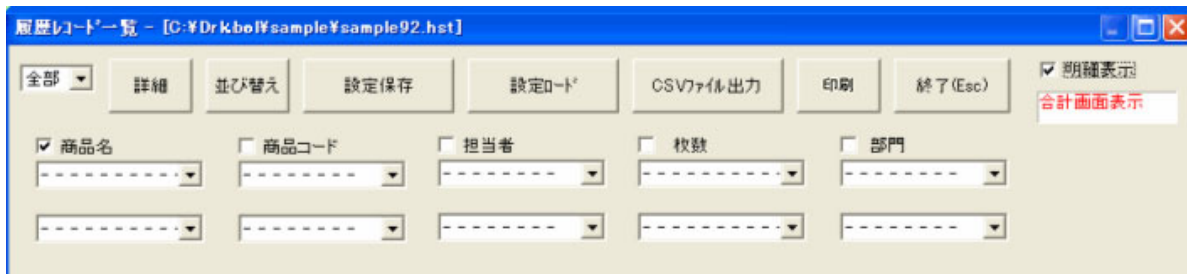 履歴ﾚｺｰﾄﾞ一覧 - [C:¥Drkbol¥sample¥sample92.hst]
全部 詳細 並び替え 設定保存 設定ﾛｰﾄﾞ CSVﾌｧｲﾙ出力 印刷 終了(Esc) 明細表示
合計画面表示
商品名 商品コード 担当者 枚数 部門
- - - - - - - - - - - - - - - - - - - - - - - - - - - - - - - - - - - - - - - - - - - -
- - - - - - - - - - - - - - - - - - - - - - - - - - - - - - - - - - - - - - - - - - - -